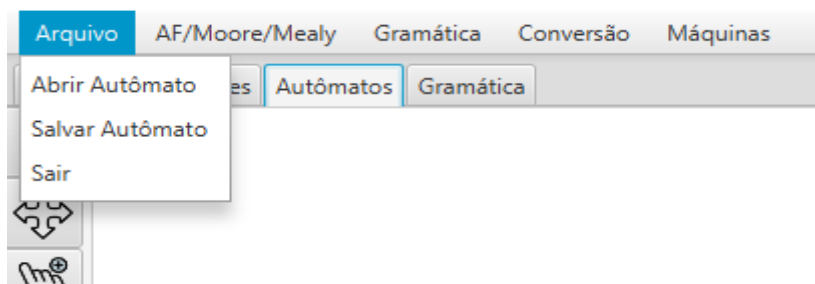 Arquivo AF/Moore/Mealy Gramática Conversão Máquinas
Abrir Autômato
es Autômatos Gramática
Salvar Autômato
Sair